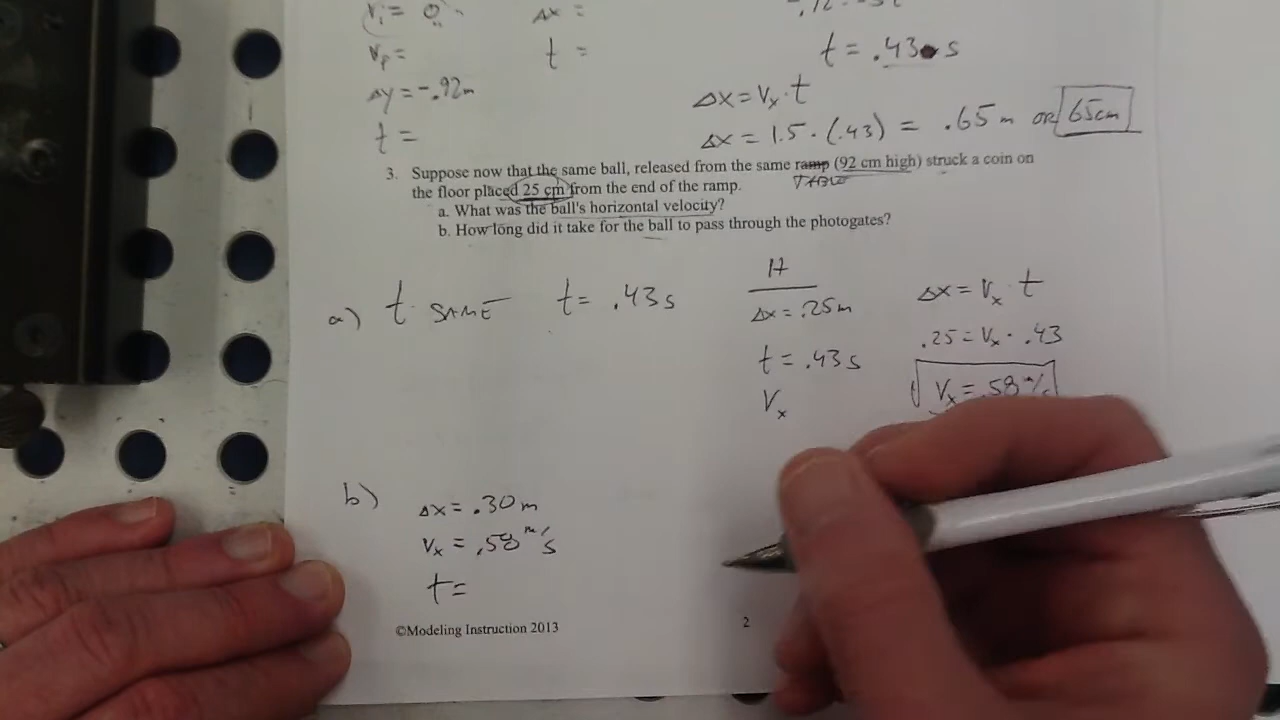 Vi = 0
Δx =
VF =
t =
t = .43 s
Δy = -.92m
Δx = Vx · t
t =
Δx = 1.5 · (.43) = .65 m OR 65cm
3. Suppose now that the same ball, released from the same ramp (92 cm high) struck a coin on
TABLE
the floor placed 25 cm from the end of the ramp.
a. What was the ball's horizontal velocity?
b. How long did it take for the ball to pass through the photogates?
a) t SAME t = .43 s
H
Δx = .25m
t = .43 s
Vx
Δx = Vx · t
.25 = Vx · .43
Vx = .58 m/s
b) Δx = .30 m
Vx = .58 m/s
t =
©Modeling Instruction 2013
2